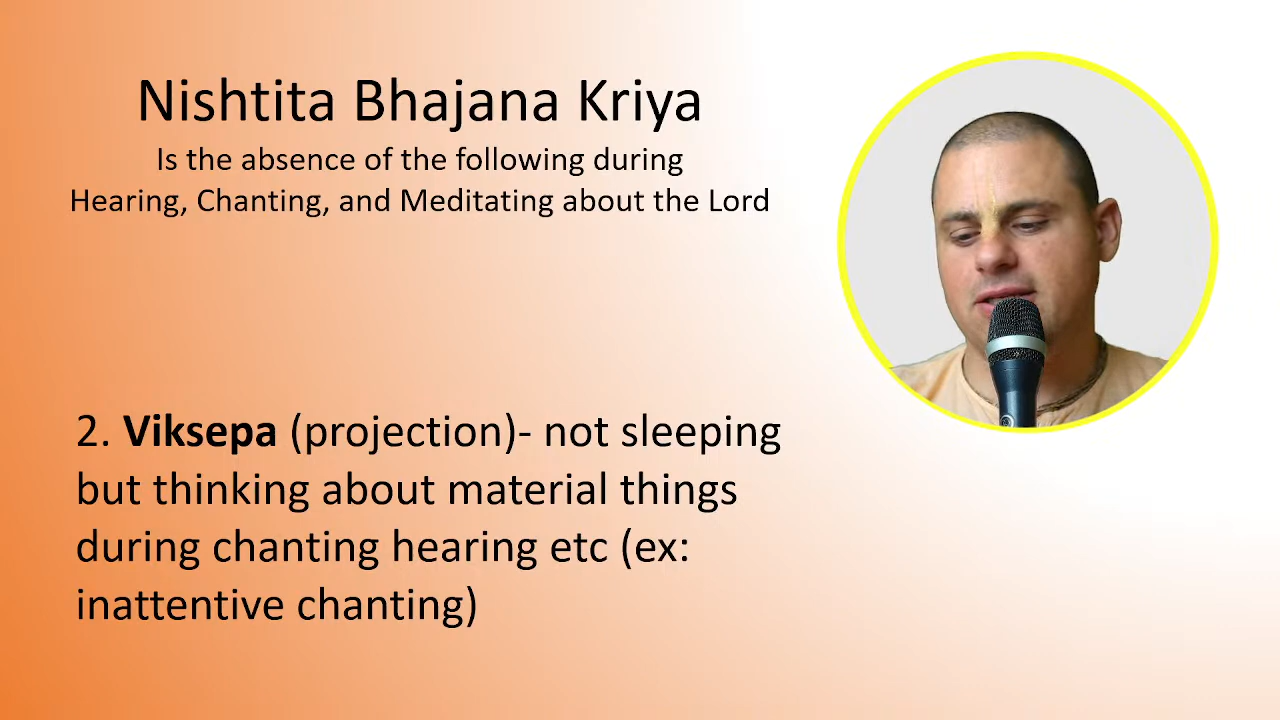 Nishtita Bhajana Kriya
Is the absence of the following during
Hearing, Chanting, and Meditating about the Lord
2. Viksepa (projection)- not sleeping
but thinking about material things
during chanting hearing etc (ex:
inattentive chanting)